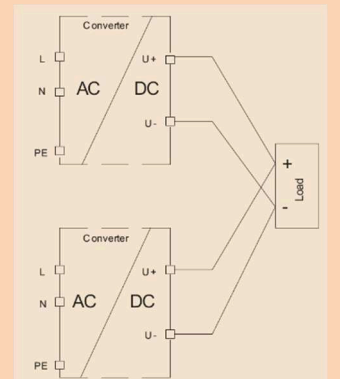 Converter
L
U+
AC
DC
N
U-
PE
+
-
Load
Converter
L
U+
AC
DC
N
U-
PE